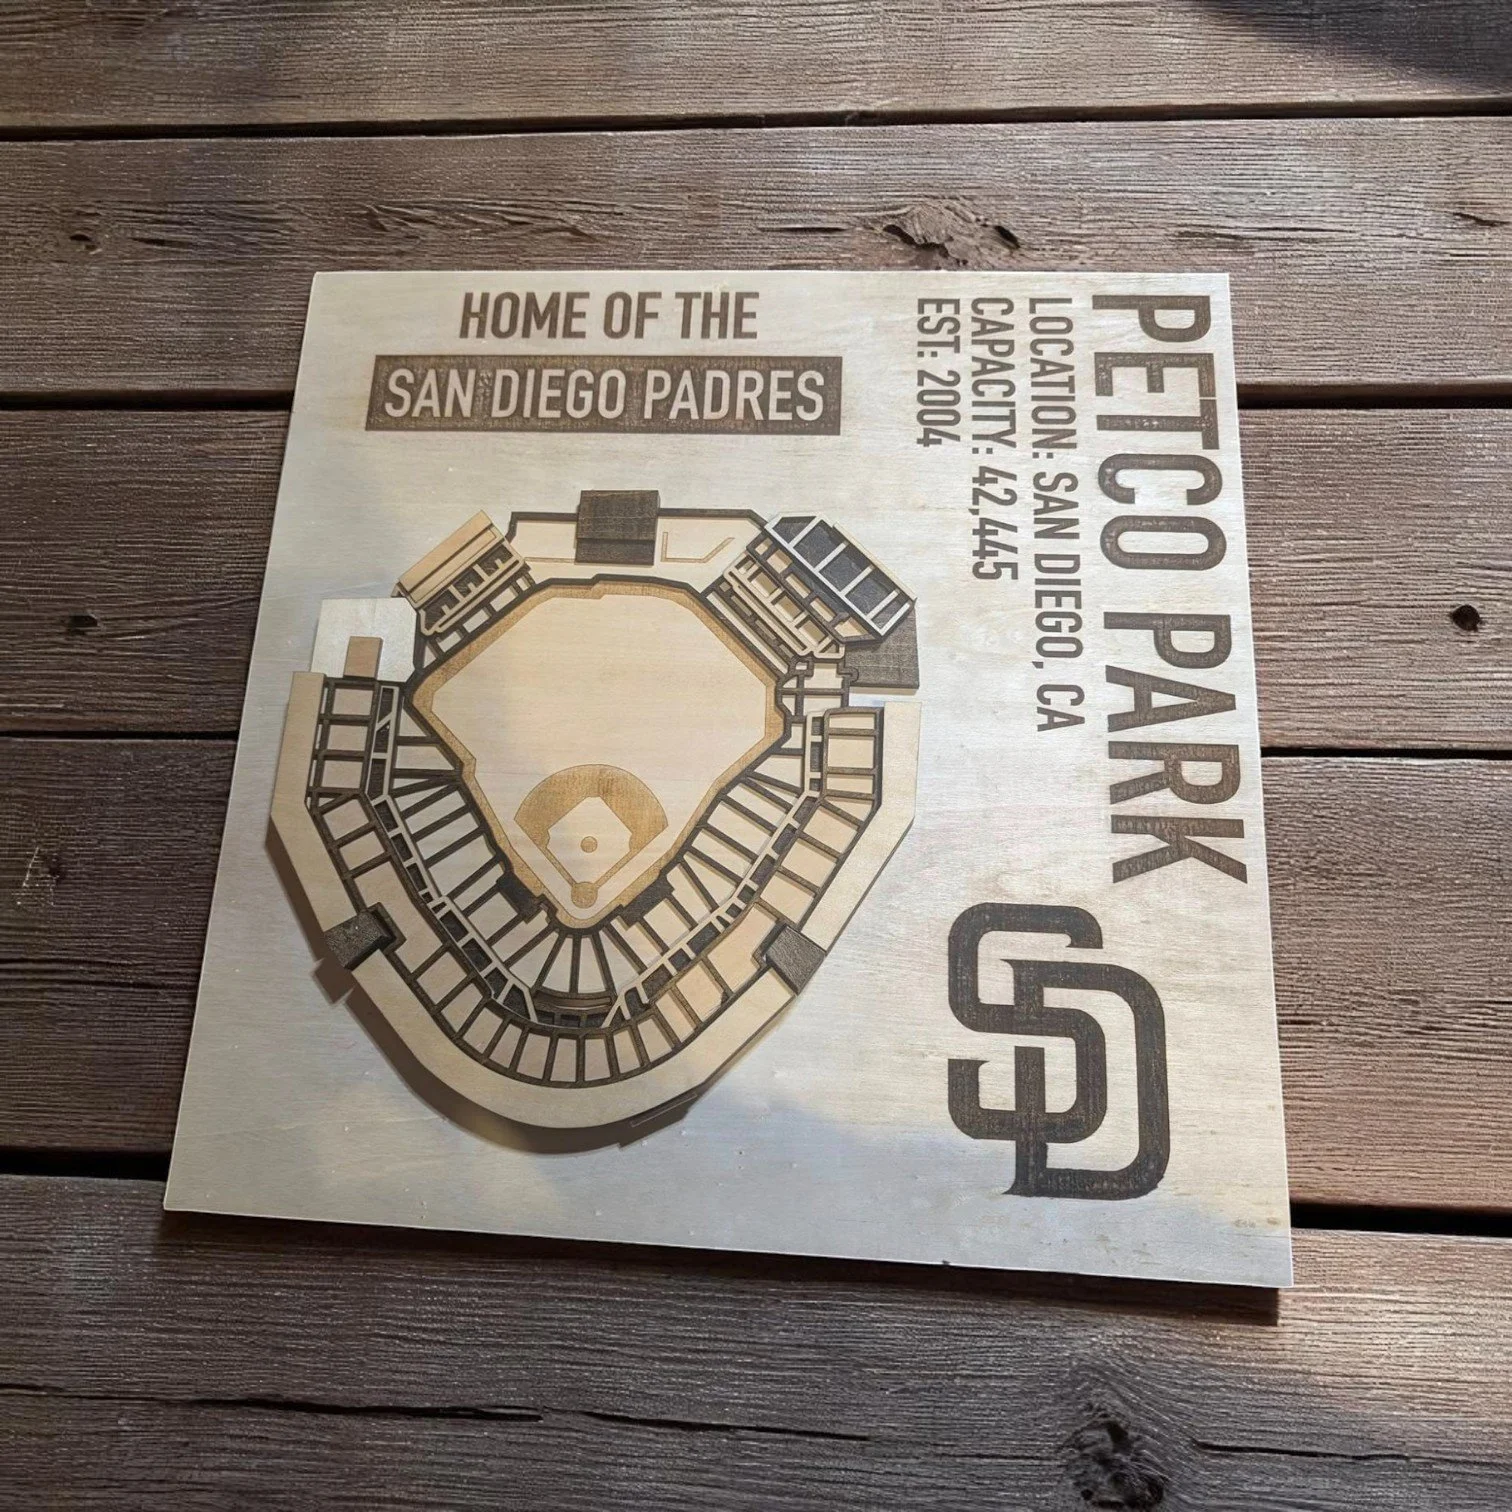 HOME OF THE
SAN DIEGO PADRES
PETCO PARK
LOCATION: SAN DIEGO, CA
CAPACITY: 42,445
EST: 2004
SD